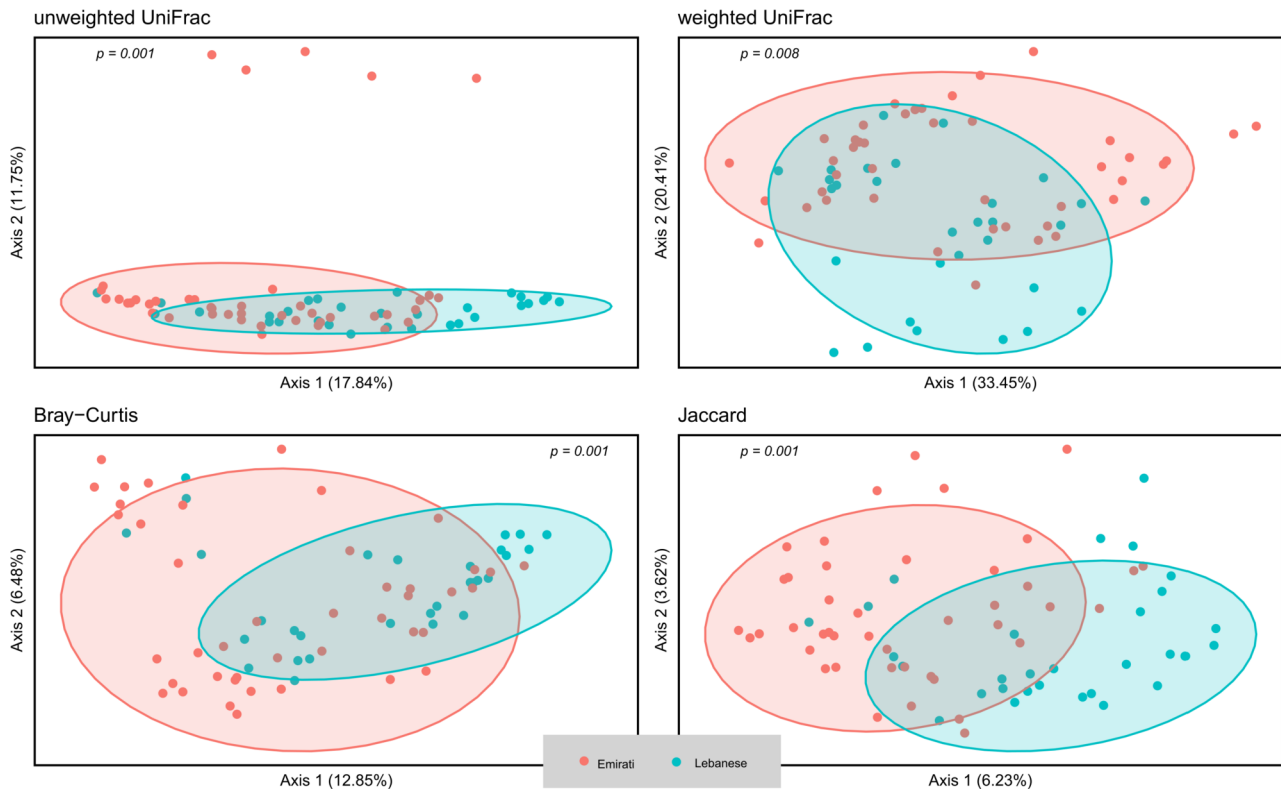 unweighted UniFrac
p = 0.001
Axis 2 (11.75%)
Axis 1 (17.84%)
weighted UniFrac
p = 0.008
Axis 2 (20.41%)
Axis 1 (33.45%)
Bray−Curtis
p = 0.001
Axis 2 (6.48%)
Axis 1 (12.85%)
Jaccard
p = 0.001
Axis 2 (3.62%)
Axis 1 (6.23%)
Emirati
Lebanese